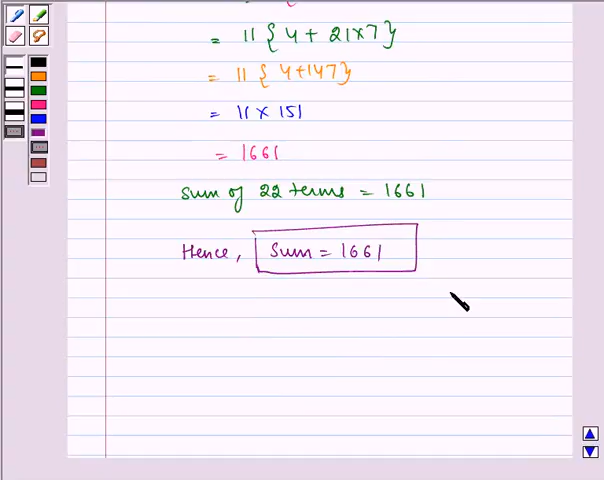 = 11 { 4 + 21×7 }
= 11 { 4+147 }
= 11 × 151
= 1661
Sum of 22 terms = 1661
Hence, Sum = 1661